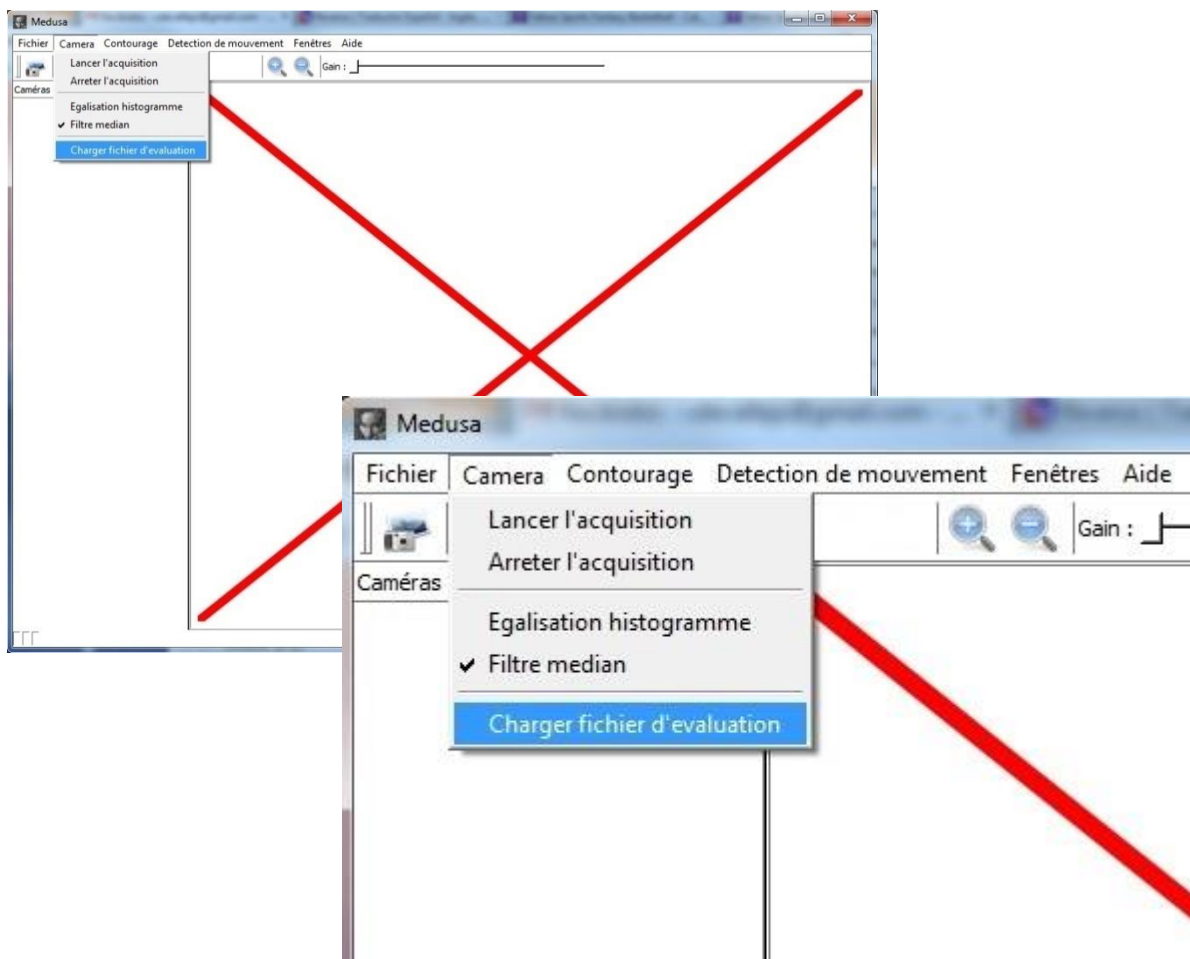 Medusa
Fichier Camera Contourage Detection de mouvement Fenêtres Aide
Lancer l'acquisition
Gain :
Arreter l'acquisition
Caméras
Egalisation histogramme
Filtre median
Charger fichier d'evaluation
Medusa
Fichier Camera Contourage Detection de mouvement Fenêtres Aide
Lancer l'acquisition
Gain :
Arreter l'acquisition
Caméras
Egalisation histogramme
Filtre median
Charger fichier d'evaluation